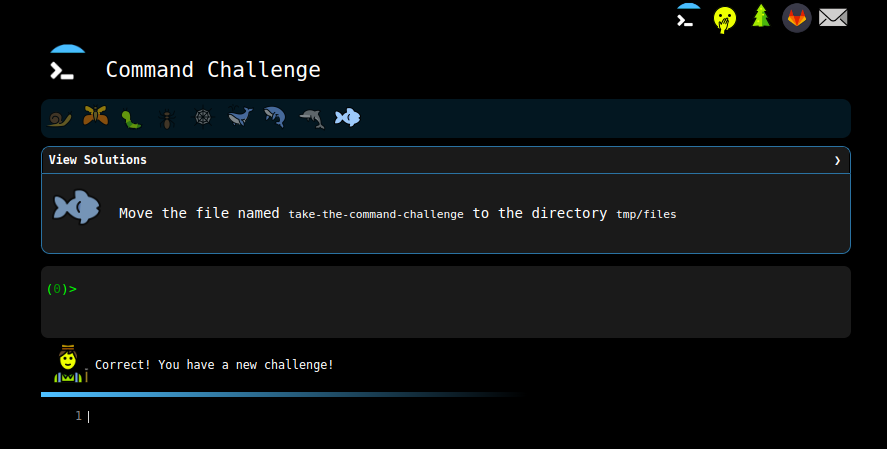 Command Challenge
View Solutions ❯
Move the file named take-the-command-challenge to the directory tmp/files
(0)>
Correct! You have a new challenge!
1